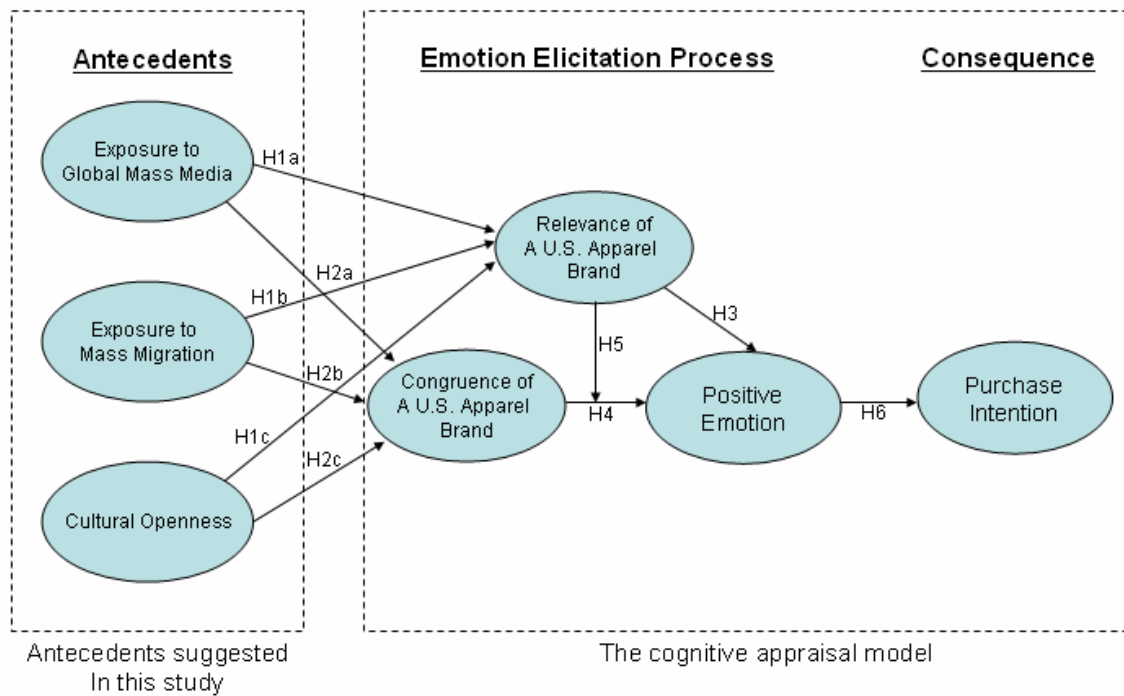 Antecedents
Emotion Elicitation Process
Consequence
Exposure to
Global Mass Media
H1a
Relevance of
A U.S. Apparel
Brand
H2a
H1b
Exposure to
Mass Migration
H3
H5
H2b
Congruence of
A U.S. Apparel
Brand
H4
Positive
Emotion
H6
Purchase
Intention
H1c
H2c
Cultural Openness
Antecedents suggested
In this study
The cognitive appraisal model